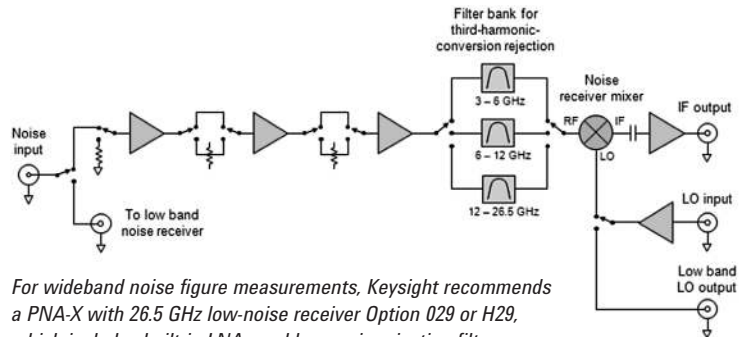 Filter bank for
third-harmonic-
conversion rejection
3 – 6 GHz
6 – 12 GHz
12 – 26.5 GHz
Noise
receiver mixer
RF
IF
LO
IF output
LO input
Low band
LO output
Noise
input
To low band
noise receiver
For wideband noise figure measurements, Keysight recommends
a PNA-X with 26.5 GHz low-noise receiver Option 029 or H29,